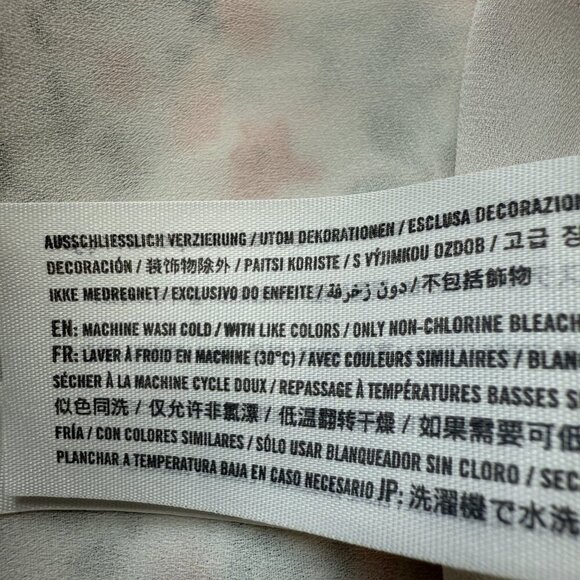 AUSSCHLIESSLICH VERZIERUNG / UTOM DEKORATIONEN / ESCLUSA DECORAZION
DECORACIÓN / 装饰物除外 / PAITSI KORISTE / S VÝJIMKOU OZDOB / 고급 장
IKKE MEDREGNET / EXCLUSIVO DO ENFEITE / دون زخرفة / 不包括飾物
EN: MACHINE WASH COLD / WITH LIKE COLORS / ONLY NON-CHLORINE BLEACH
FR: LAVER À FROID EN MACHINE (30°C) / AVEC COULEURS SIMILAIRES / BLAN
SÉCHER À LA MACHINE CYCLE DOUX / REPASSAGE À TEMPÉRATURES BASSES S
似色同洗 / 仅允许非氯漂 / 低温翻转干燥 / 如果需要可低
FRÍA / CON COLORES SIMILARES / SÓLO USAR BLANQUEADOR SIN CLORO / SEC
PLANCHAR A TEMPERATURA BAJA EN CASO NECESARIO JP: 洗濯機で水洗